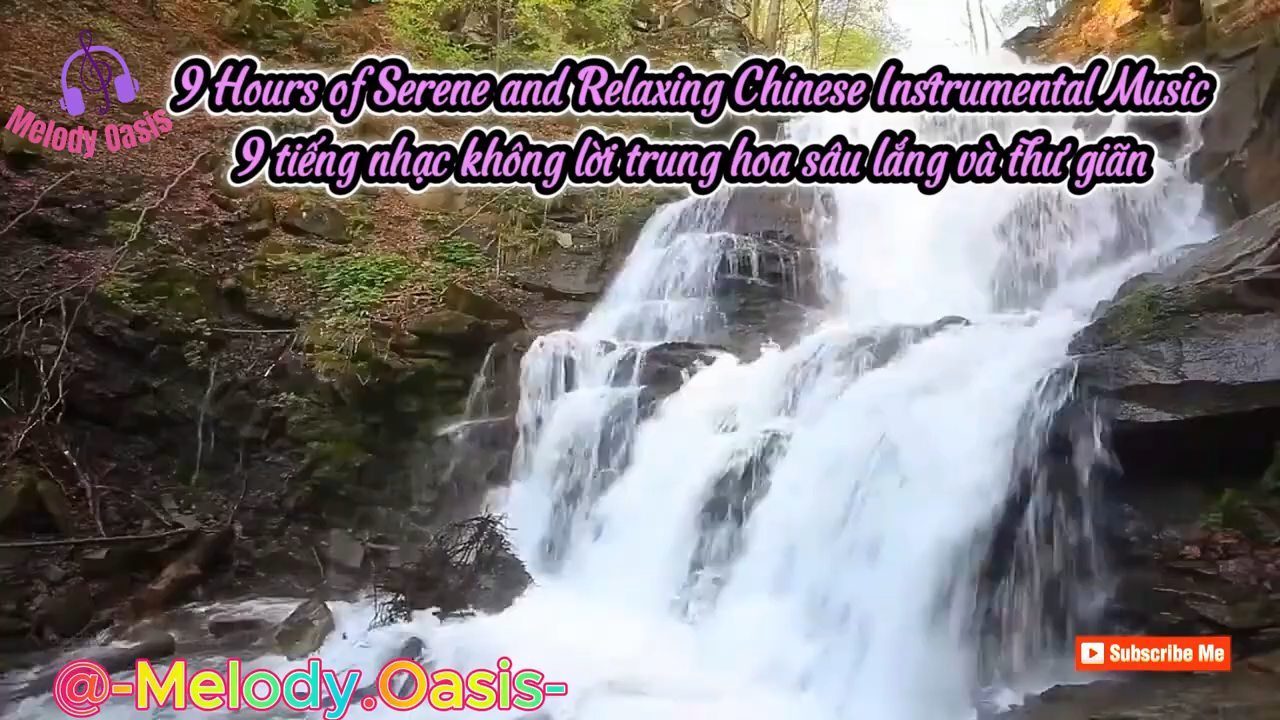 9 Hours of Serene and Relaxing Chinese Instrumental Music
Melody Oasis
9 tiếng nhạc không lời trung hoa sâu lắng và thư giãn
Subscribe Me
@-Melody.Oasis-